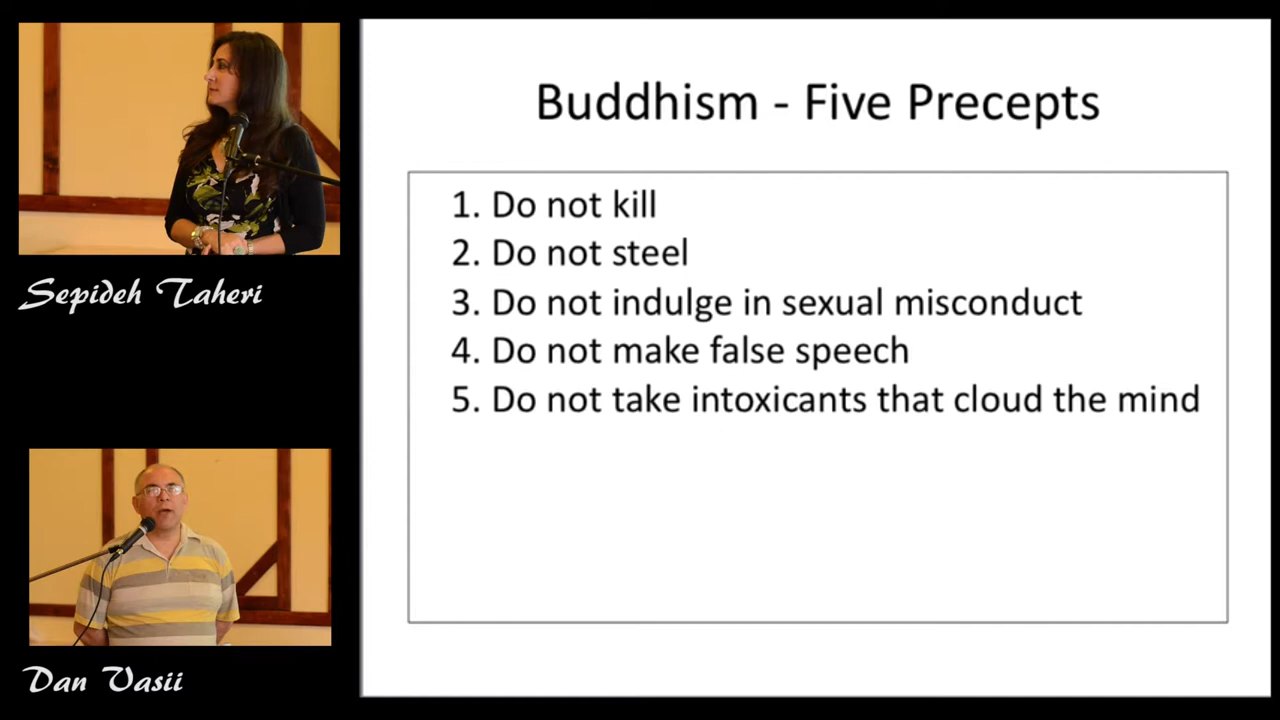 Buddhism - Five Precepts
1. Do not kill
2. Do not steel
3. Do not indulge in sexual misconduct
4. Do not make false speech
5. Do not take intoxicants that cloud the mind
Sepideh Taheri
Dan Vasii